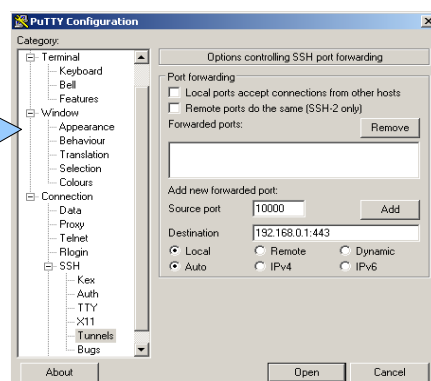 PuTTY Configuration
Category:
Terminal
Keyboard
Bell
Features
Window
Appearance
Behaviour
Translation
Selection
Colours
Connection
Data
Proxy
Telnet
Rlogin
SSH
Kex
Auth
TTY
X11
Tunnels
Bugs
Options controlling SSH port forwarding
Port forwarding
Local ports accept connections from other hosts
Remote ports do the same (SSH-2 only)
Forwarded ports: Remove
Add new forwarded port:
Source port 10000 Add
Destination 192.168.0.1:443
Local Remote Dynamic
Auto IPv4 IPv6
About Open Cancel